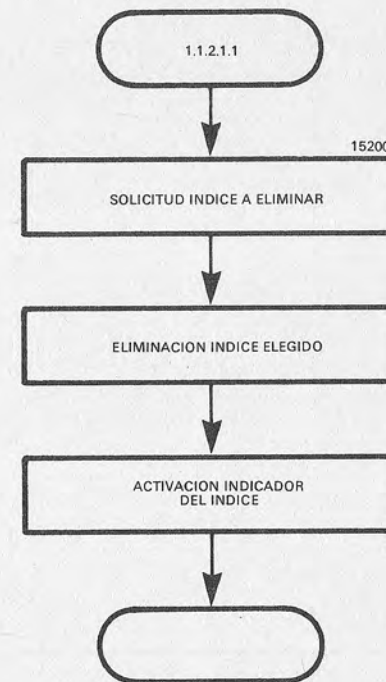 1.1.2.1.1
15200
SOLICITUD INDICE A ELIMINAR
ELIMINACION INDICE ELEGIDO
ACTIVACION INDICADOR
DEL INDICE